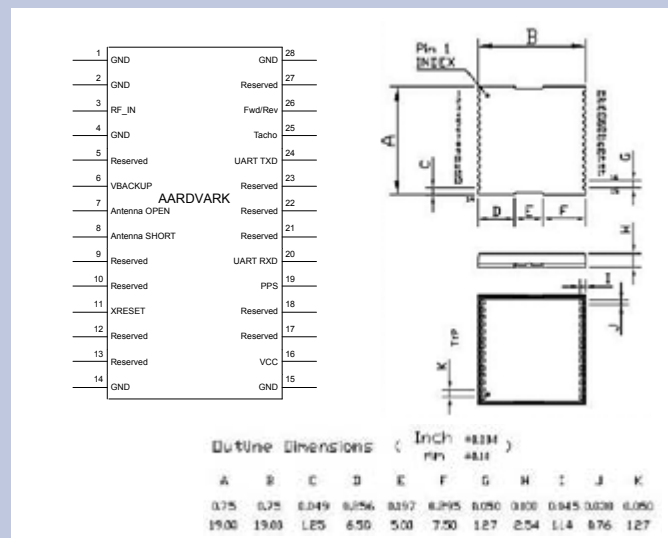 1 GND
2 GND
3 RF_IN
4 GND
5 Reserved
6 VBACKUP
7 Antenna OPEN
8 Antenna SHORT
9 Reserved
10 Reserved
11 XRESET
12 Reserved
13 Reserved
14 GND
AARDVARK
GND 28
Reserved 27
Fwd/Rev 26
Tacho 25
UART TXD 24
Reserved 23
Reserved 22
Reserved 21
UART RXD 20
PPS 19
Reserved 18
Reserved 17
VCC 16
GND 15
Pin 1
INDEX
B
A
C
G
D E F
H
I
J
TYP
K
Outline Dimensions ( Inch
mm )
A B C D E F G H I J K
0.75 0.75 0.049 0.256 0.197 0.295 0.050 0.045 0.050
19.00 19.00 1.25 6.50 5.00 7.50 1.27 2.54 1.14 0.76 1.27